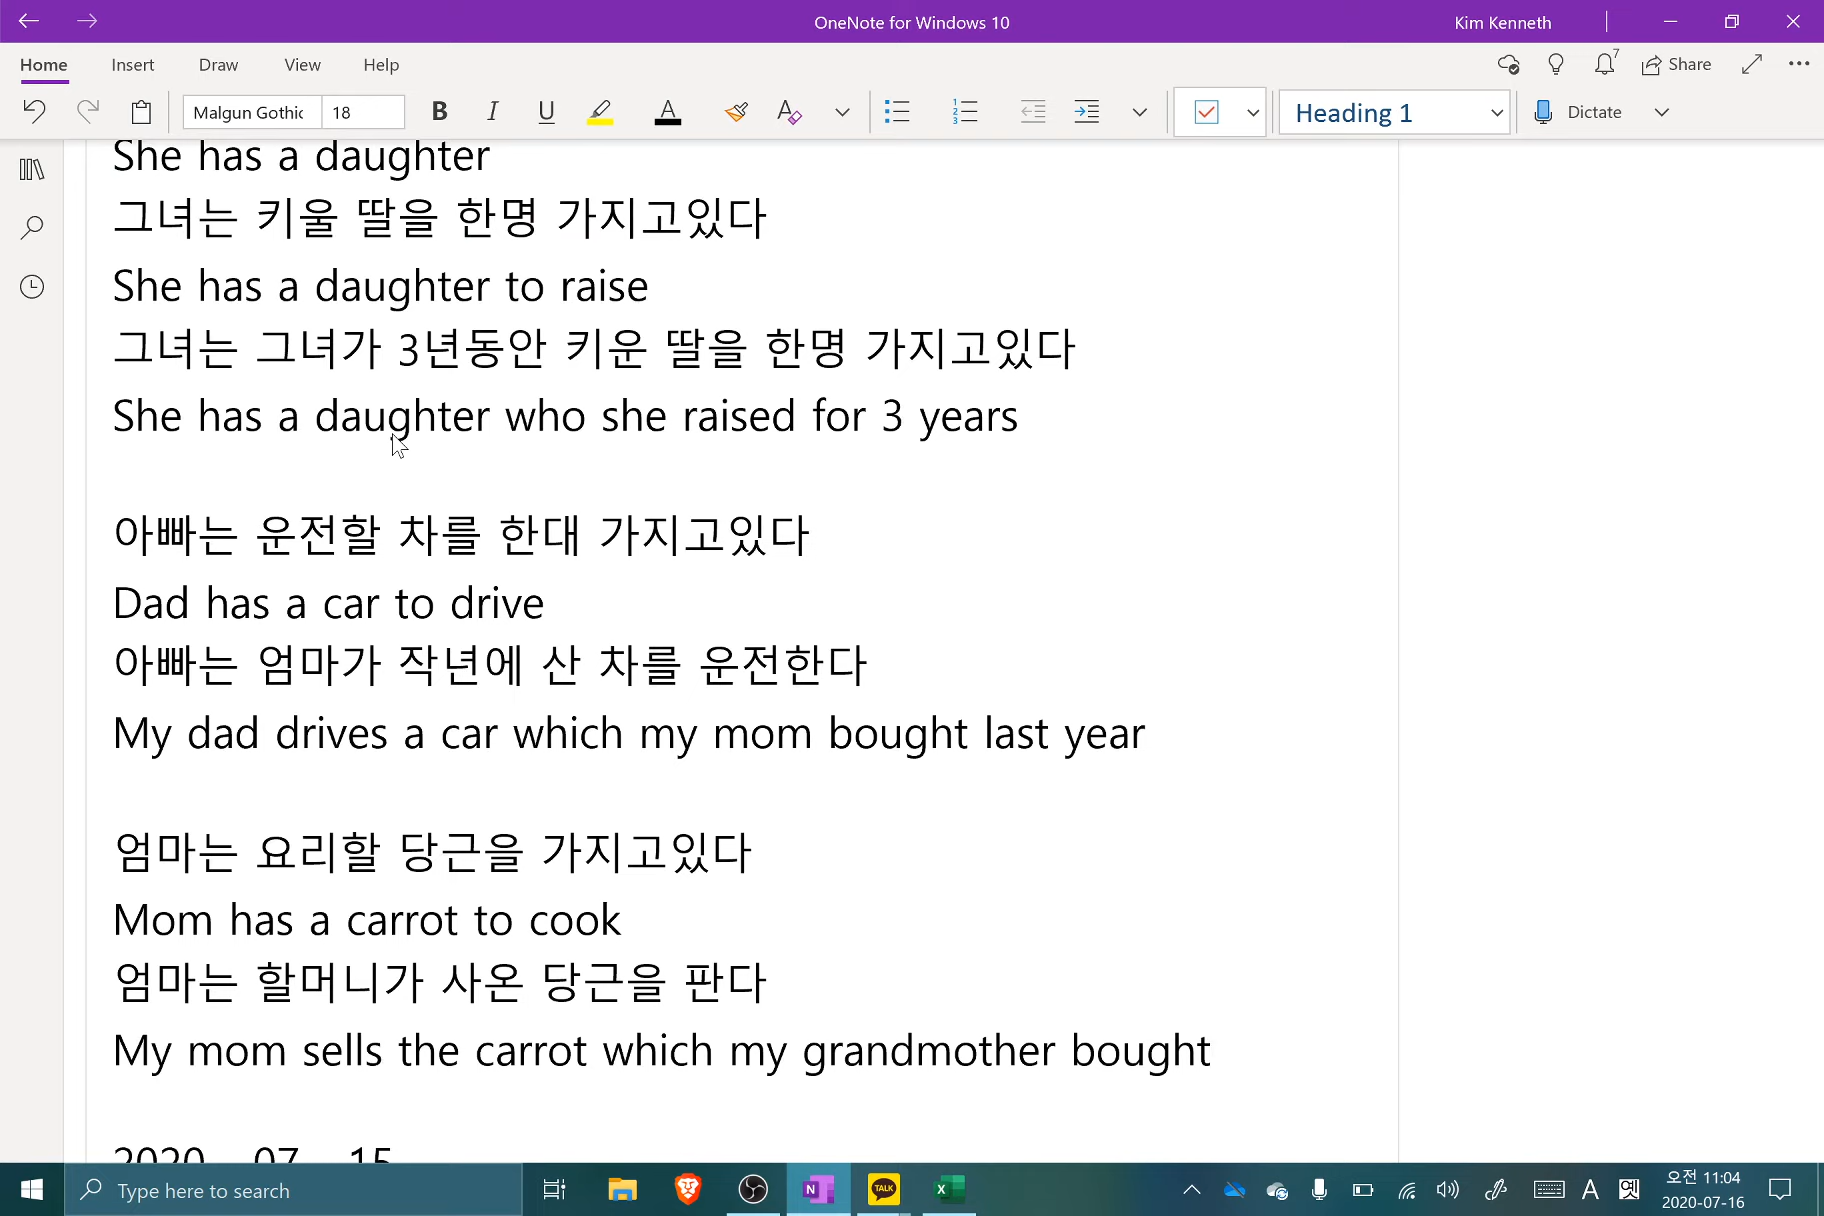 OneNote for Windows 10
Kim Kenneth
Home
Insert
Draw
View
Help
7
Share
Malgun Gothic
18
B
I
U
A
A
Heading 1
Dictate
She has a daughter
그녀는 키울 딸을 한명 가지고있다
She has a daughter to raise
그녀는 그녀가 3년동안 키운 딸을 한명 가지고있다
She has a daughter who she raised for 3 years
아빠는 운전할 차를 한대 가지고있다
Dad has a car to drive
아빠는 엄마가 작년에 산 차를 운전한다
My dad drives a car which my mom bought last year
엄마는 요리할 당근을 가지고있다
Mom has a carrot to cook
엄마는 할머니가 사온 당근을 판다
My mom sells the carrot which my grandmother bought
2020 - 07 - 15
Type here to search
N
TALK
X
A
옛
오전 11:04
2020-07-16